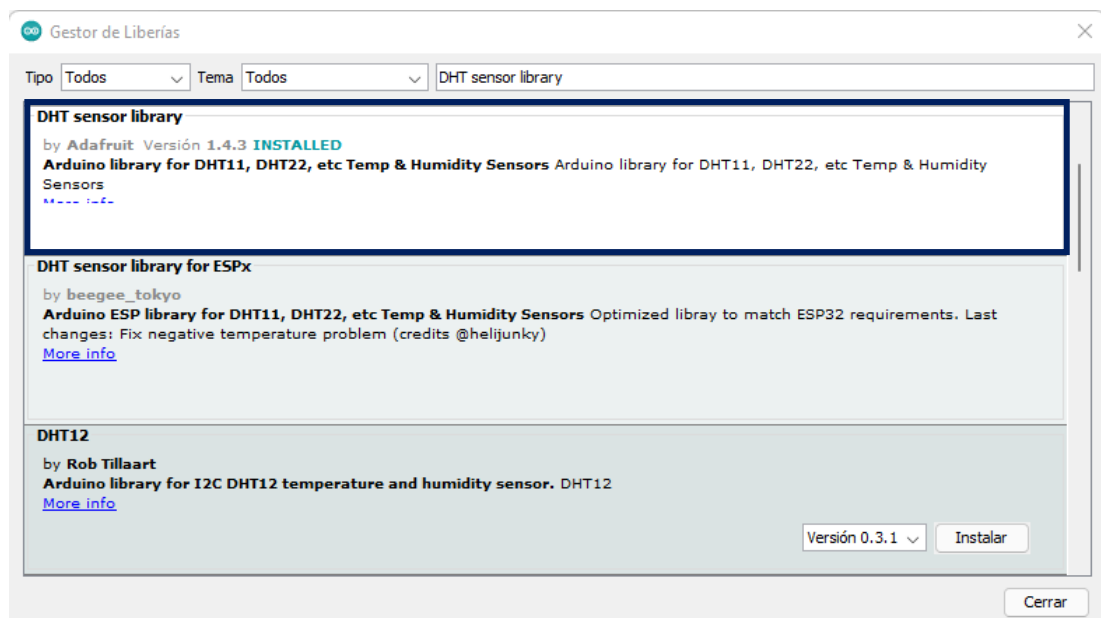 Gestor de Liberías
Tipo Todos Tema Todos DHT sensor library
DHT sensor library
by Adafruit Versión 1.4.3 INSTALLED
Arduino library for DHT11, DHT22, etc Temp & Humidity Sensors Arduino library for DHT11, DHT22, etc Temp & Humidity
Sensors
More info
DHT sensor library for ESPx
by beegee_tokyo
Arduino ESP library for DHT11, DHT22, etc Temp & Humidity Sensors Optimized libray to match ESP32 requirements. Last
changes: Fix negative temperature problem (credits @helijunky)
More info
DHT12
by Rob Tillaart
Arduino library for I2C DHT12 temperature and humidity sensor. DHT12
More info
Versión 0.3.1 Instalar
Cerrar